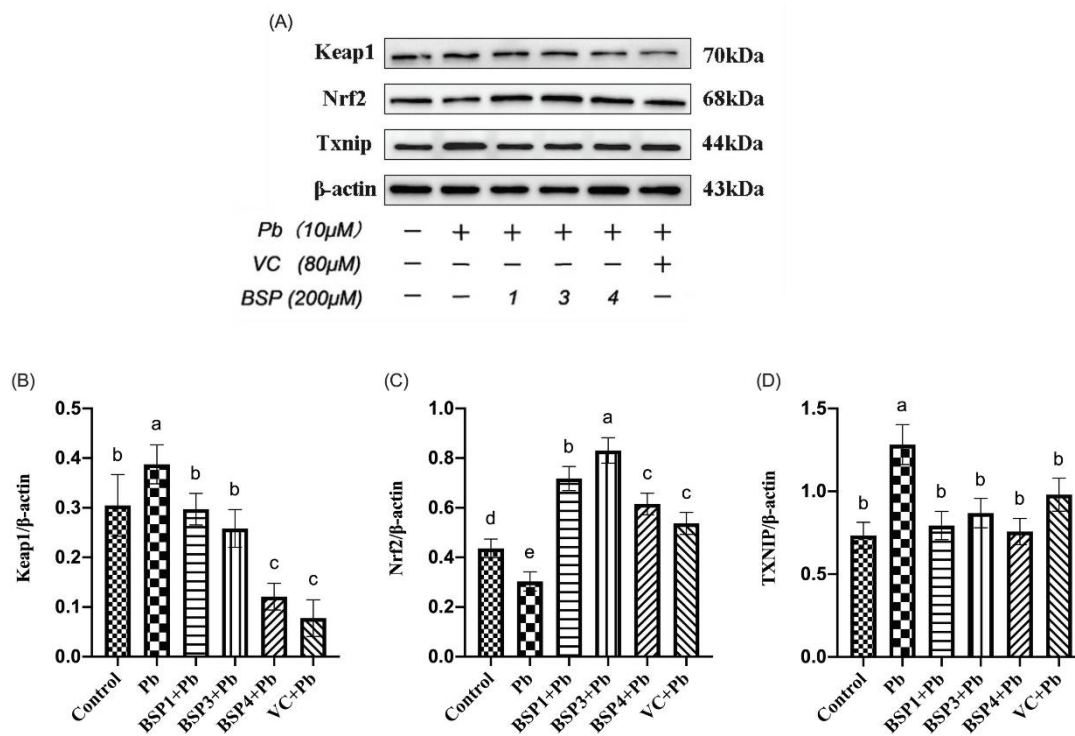 (A)
Keap1 70kDa
Nrf2 68kDa
Txnip 44kDa
β-actin 43kDa
Pb (10μM) − + + + + +
VC (80μM) − − − − − +
BSP (200μM) − − 1 3 4 −
(B)
Keap1/β-actin
0.5
0.4
0.3
0.2
0.1
0.0
b a b b c c
Control Pb BSP1+Pb BSP3+Pb BSP4+Pb VC+Pb
(C)
Nrf2/β-actin
1.0
0.8
0.6
0.4
0.2
0.0
d e b a c c
Control Pb BSP1+Pb BSP3+Pb BSP4+Pb VC+Pb
(D)
TXNIP/β-actin
1.5
1.0
0.5
0.0
b a b b b b
Control Pb BSP1+Pb BSP3+Pb BSP4+Pb VC+Pb